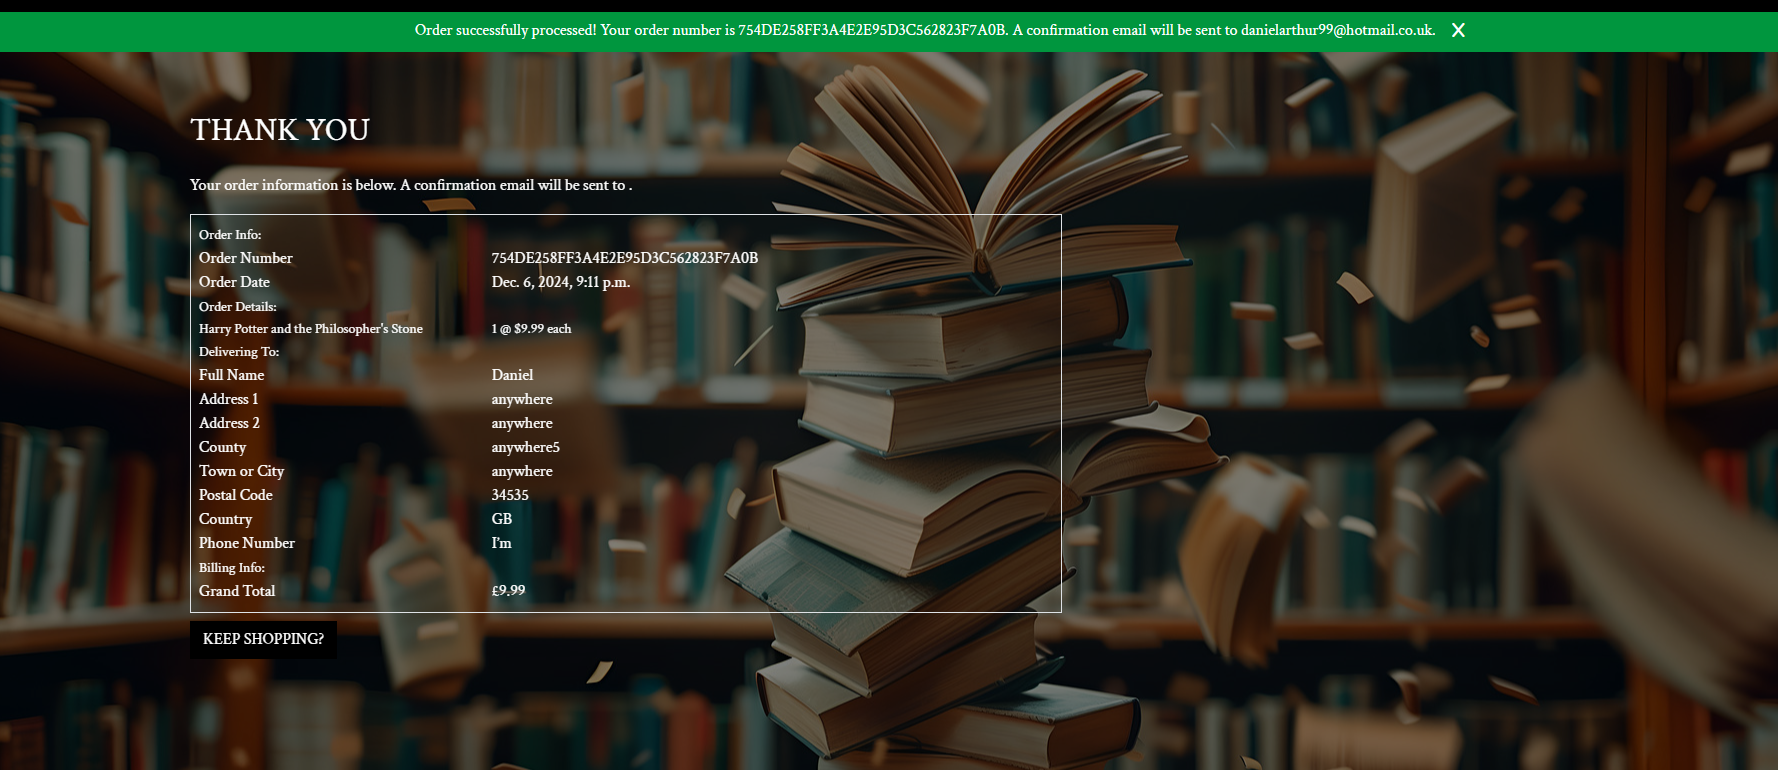 Order successfully processed! Your order number is 754DE258FF3A4E2E95D3C562823F7A0B. A confirmation email will be sent to danielarthur99@hotmail.co.uk. X
THANK YOU
Your order information is below. A confirmation email will be sent to .
Order Info:
Order Number 754DE258FF3A4E2E95D3C562823F7A0B
Order Date Dec. 6, 2024, 9:11 p.m.
Order Details:
Harry Potter and the Philosopher's Stone 1 @ $9.99 each
Delivering To:
Full Name Daniel
Address 1 anywhere
Address 2 anywhere
County anywhere5
Town or City anywhere
Postal Code 34535
Country GB
Phone Number I'm
Billing Info:
Grand Total £9.99
KEEP SHOPPING?